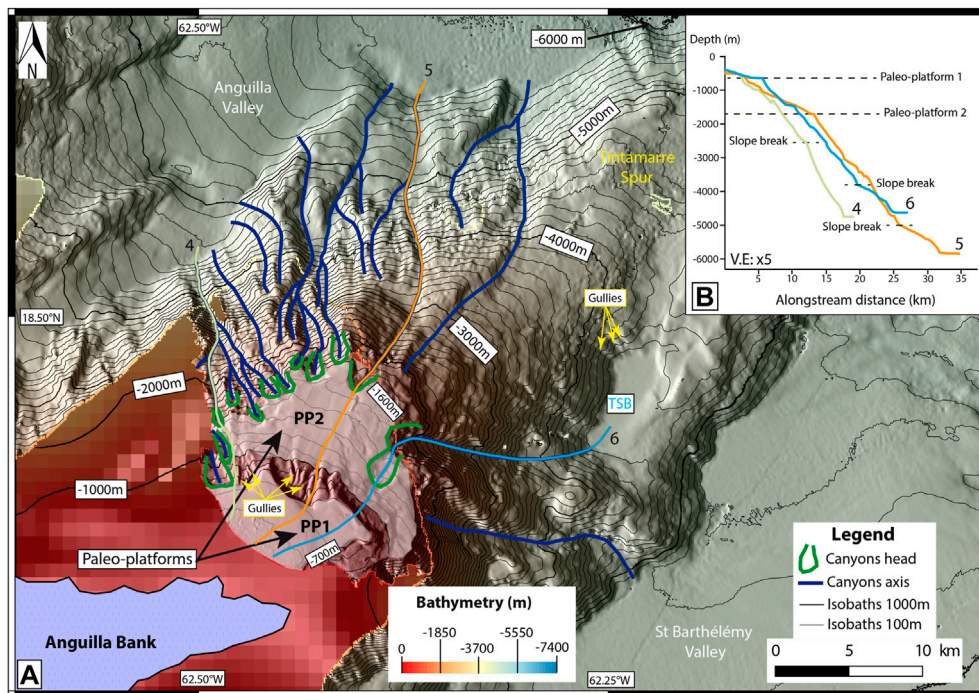 62.50°W
-6000 m
N
Anguilla
Valley
5
-5000m
Tintamarre
Spur
4
-4000m
Gullies
18.50°N
-3000m
-2000m
-1600m
PP2
TSB
6
-1000m
Gullies
PP1
Paleo-platforms
-700m
Anguilla Bank
St Barthélémy
Valley
A
62.50°W
62.25°W
Bathymetry (m)
-1850
-5550
0
-3700
-7400
Legend
Canyons head
Canyons axis
Isobaths 1000m
Isobaths 100m
0
5
10
km
Depth (m)
0
-1000
-2000
-3000
-4000
-5000
-6000
Paleo-platform 1
Paleo-platform 2
Slope break
Slope break
Slope break
4
6
5
V.E: x5
B
5
10
15
20
25
30
35
Alongstream distance (km)